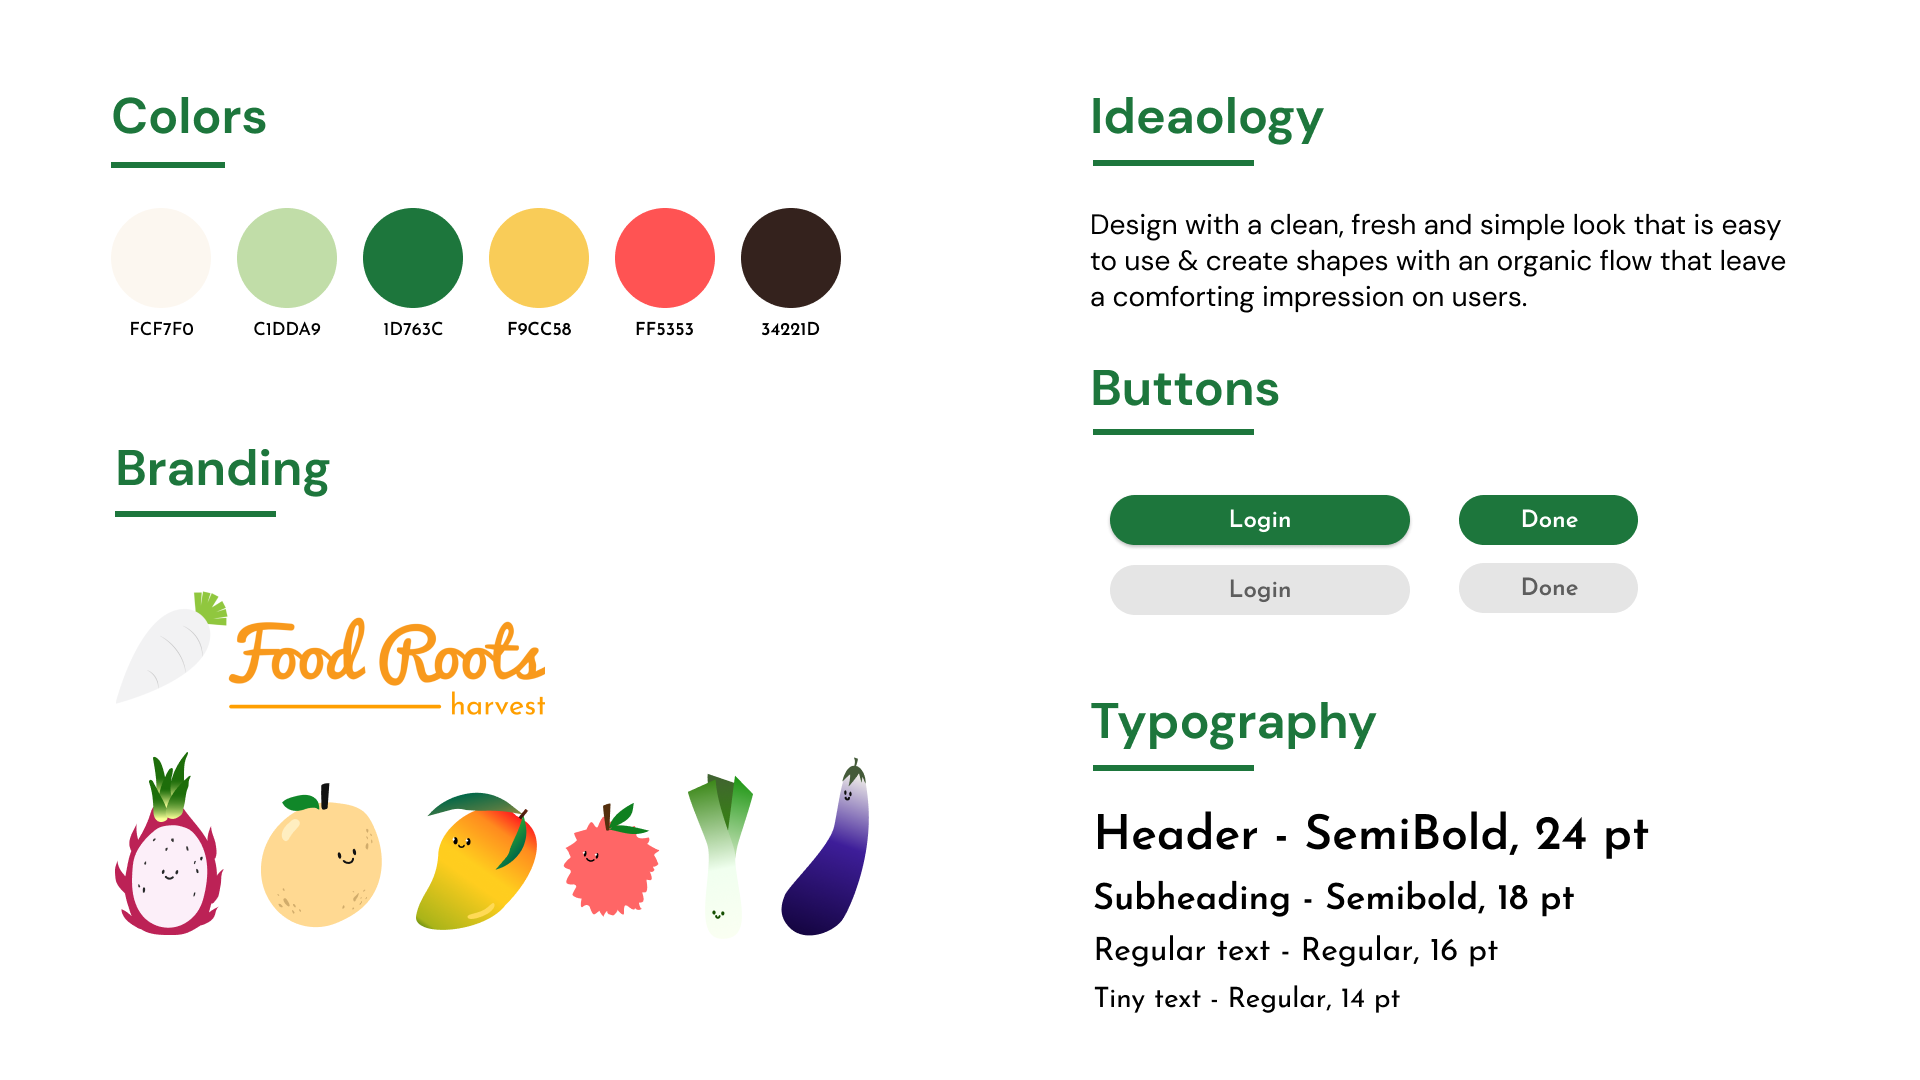 Colors
FCF7F0
C1DDA9
1D763C
F9CC58
FF5353
34221D
Branding
Food Roots
harvest
Ideaology
Design with a clean, fresh and simple look that is easy
to use & create shapes with an organic flow that leave
a comforting impression on users.
Buttons
Login
Done
Login
Done
Typography
Header - SemiBold, 24 pt
Subheading - Semibold, 18 pt
Regular text - Regular, 16 pt
Tiny text - Regular, 14 pt